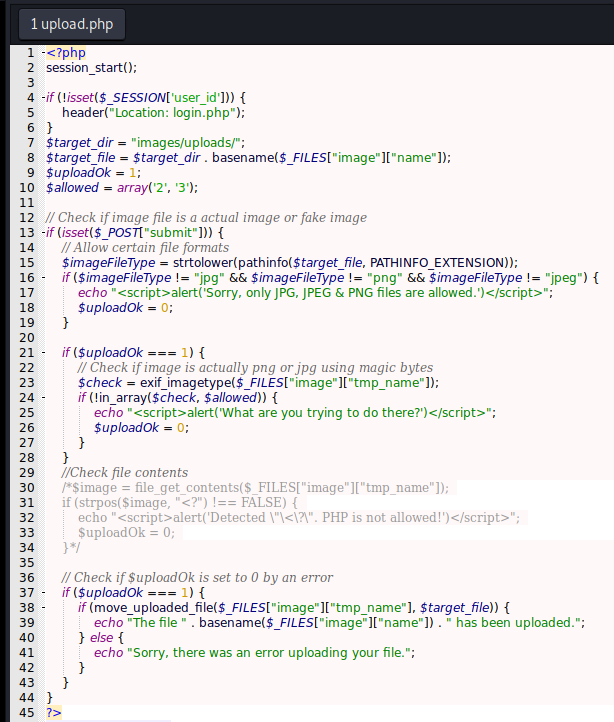 1 upload.php
1 <?php
2 session_start();
3
4 if (!isset($_SESSION['user_id'])) {
5     header("Location: login.php");
6 }
7 $target_dir = "images/uploads/";
8 $target_file = $target_dir . basename($_FILES["image"]["name"]);
9 $uploadOk = 1;
10 $allowed = array('2', '3');
11
12 // Check if image file is a actual image or fake image
13 if (isset($_POST["submit"])) {
14     // Allow certain file formats
15     $imageFileType = strtolower(pathinfo($target_file, PATHINFO_EXTENSION));
16     if ($imageFileType != "jpg" && $imageFileType != "png" && $imageFileType != "jpeg") {
17         echo "<script>alert('Sorry, only JPG, JPEG & PNG files are allowed.')</script>";
18         $uploadOk = 0;
19     }
20
21     if ($uploadOk === 1) {
22         // Check if image is actually png or jpg using magic bytes
23         $check = exif_imagetype($_FILES["image"]["tmp_name"]);
24         if (!in_array($check, $allowed)) {
25             echo "<script>alert('What are you trying to do there?')</script>";
26             $uploadOk = 0;
27         }
28     }
29     //Check file contents
30     /*$image = file_get_contents($_FILES["image"]["tmp_name"]);
31     if (strpos($image, "<?") !== FALSE) {
32         echo "<script>alert('Detected \"\<\?\". PHP is not allowed!')</script>";
33         $uploadOk = 0;
34     }*/
35
36     // Check if $uploadOk is set to 0 by an error
37     if ($uploadOk === 1) {
38         if (move_uploaded_file($_FILES["image"]["tmp_name"], $target_file)) {
39             echo "The file " . basename($_FILES["image"]["name"]) . " has been uploaded.";
40         } else {
41             echo "Sorry, there was an error uploading your file.";
42         }
43     }
44 }
45 ?>